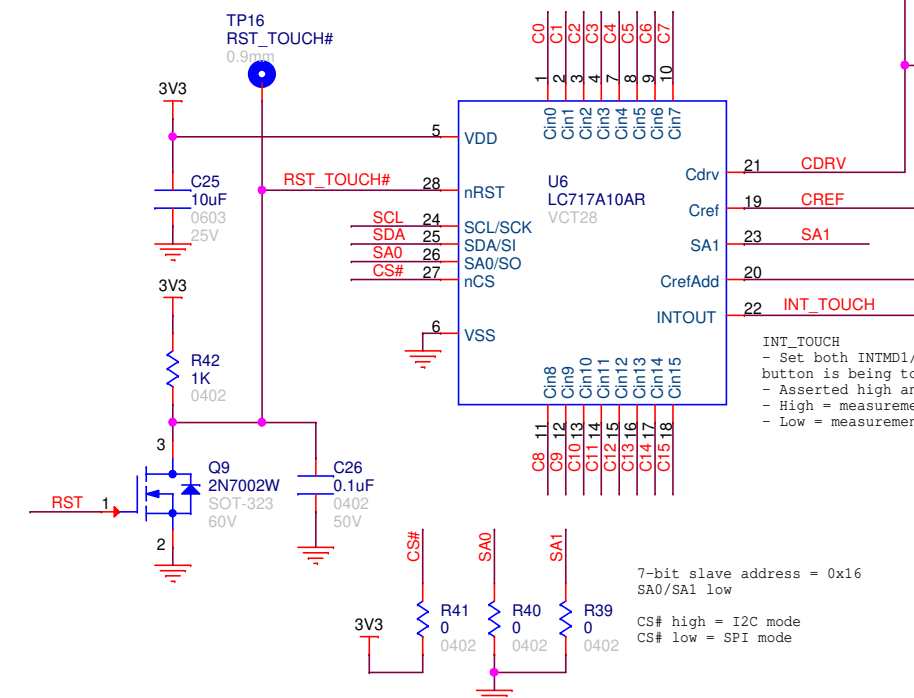 TP16
RST_TOUCH#
0.9mm
3V3
C25
10uF
0603
25V
3V3
R42
1K
0402
RST_TOUCH#
SCL
SDA
SA0
CS#
5
28
24
25
26
27
6
C0
C1
C2
C3
C4
C5
C6
C7
1
2
3
4
7
8
9
10
Cin0
Cin1
Cin2
Cin3
Cin4
Cin5
Cin6
Cin7
VDD
nRST
SCL/SCK
SDA/SI
SA0/SO
nCS
VSS
U6
LC717A10AR
VCT28
Cdrv
Cref
SA1
CrefAdd
INTOUT
21
CDRV
19
CREF
23
SA1
20
22
INT_TOUCH
Cin8
Cin9
Cin10
Cin11
Cin12
Cin13
Cin14
Cin15
11
12
13
14
15
16
17
18
C8
C9
C10
C11
C12
C13
C14
C15
INT_TOUCH
- Set both INTMD1/
button is being to
- Asserted high an
- High = measureme
- Low = measuremen
RST
1
3
2
Q9
2N7002W
SOT-323
60V
C26
0.1uF
0402
50V
CS#
SA0
SA1
3V3
R41
0
0402
R40
0
0402
R39
0
0402
7-bit slave address = 0x16
SA0/SA1 low
CS# high = I2C mode
CS# low = SPI mode